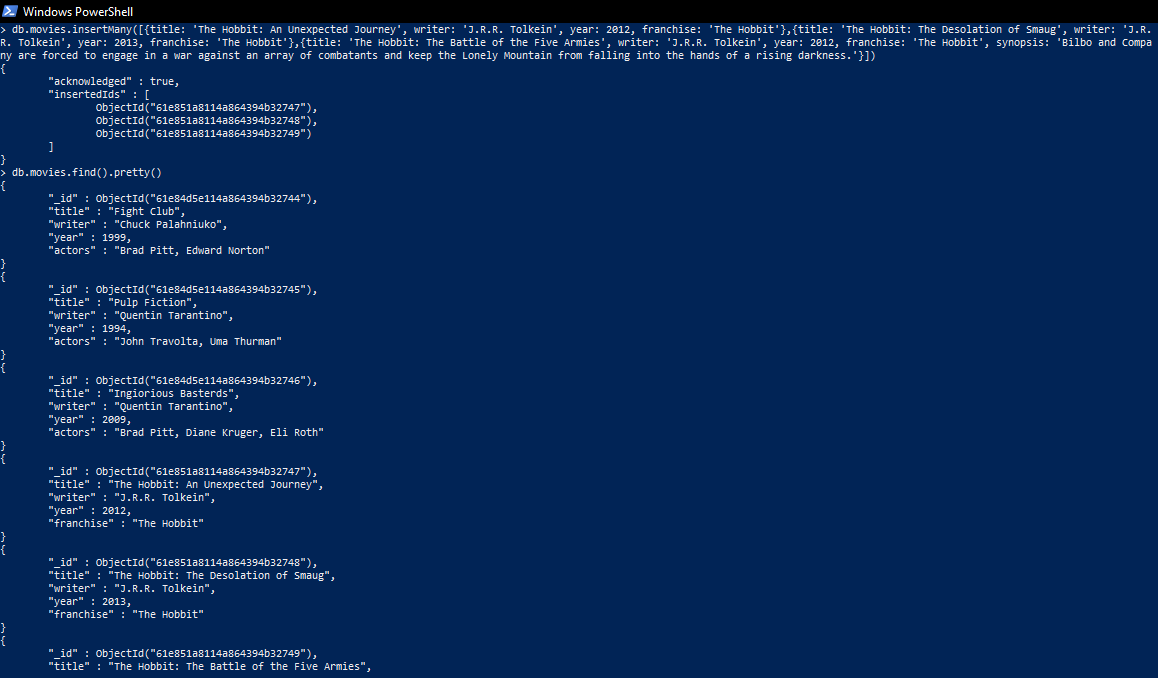 Windows PowerShell
> db.movies.insertMany([{title: 'The Hobbit: An Unexpected Journey', writer: 'J.R.R. Tolkein', year: 2012, franchise: 'The Hobbit'},{title: 'The Hobbit: The Desolation of Smaug', writer: 'J.R.
R. Tolkein', year: 2013, franchise: 'The Hobbit'},{title: 'The Hobbit: The Battle of the Five Armies', writer: 'J.R.R. Tolkein', year: 2012, franchise: 'The Hobbit', synopsis: 'Bilbo and Compa
ny are forced to engage in a war against an array of combatants and keep the Lonely Mountain from falling into the hands of a rising darkness.'}])
{
        "acknowledged" : true,
        "insertedIds" : [
                ObjectId("61e851a8114a864394b32747"),
                ObjectId("61e851a8114a864394b32748"),
                ObjectId("61e851a8114a864394b32749")
        ]
}
> db.movies.find().pretty()
{
        "_id" : ObjectId("61e84d5e114a864394b32744"),
        "title" : "Fight Club",
        "writer" : "Chuck Palahniuko",
        "year" : 1999,
        "actors" : "Brad Pitt, Edward Norton"
}
{
        "_id" : ObjectId("61e84d5e114a864394b32745"),
        "title" : "Pulp Fiction",
        "writer" : "Quentin Tarantino",
        "year" : 1994,
        "actors" : "John Travolta, Uma Thurman"
}
{
        "_id" : ObjectId("61e84d5e114a864394b32746"),
        "title" : "Ingiorious Basterds",
        "writer" : "Quentin Tarantino",
        "year" : 2009,
        "actors" : "Brad Pitt, Diane Kruger, Eli Roth"
}
{
        "_id" : ObjectId("61e851a8114a864394b32747"),
        "title" : "The Hobbit: An Unexpected Journey",
        "writer" : "J.R.R. Tolkein",
        "year" : 2012,
        "franchise" : "The Hobbit"
}
{
        "_id" : ObjectId("61e851a8114a864394b32748"),
        "title" : "The Hobbit: The Desolation of Smaug",
        "writer" : "J.R.R. Tolkein",
        "year" : 2013,
        "franchise" : "The Hobbit"
}
{
        "_id" : ObjectId("61e851a8114a864394b32749"),
        "title" : "The Hobbit: The Battle of the Five Armies",